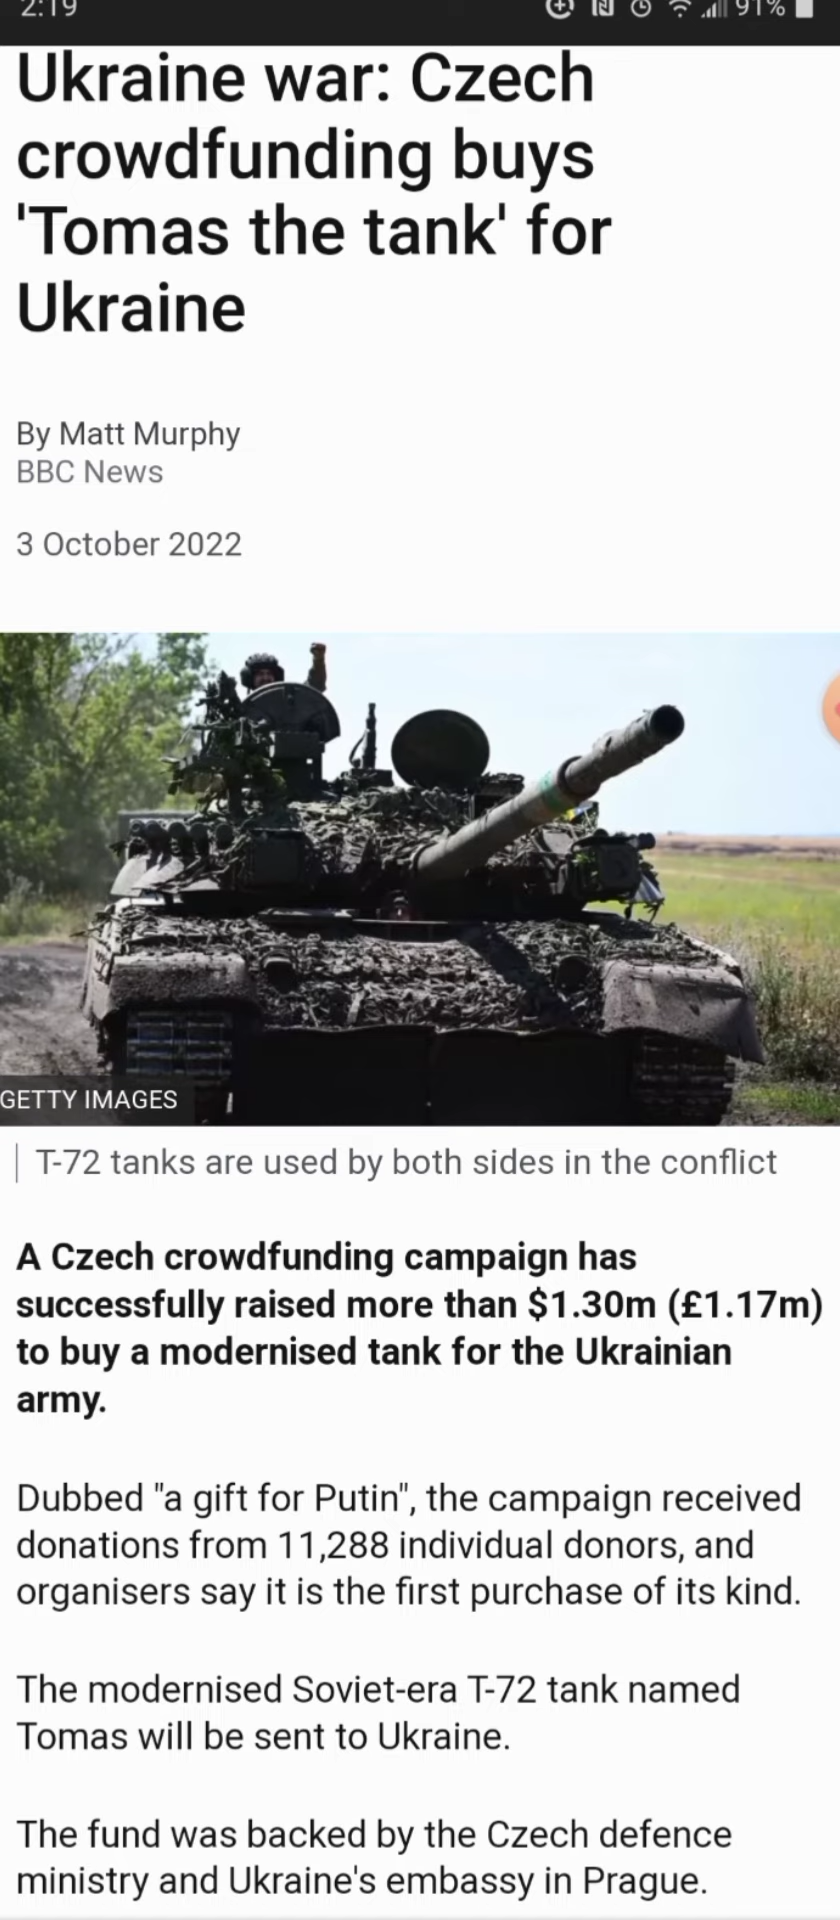 2:19
91%
Ukraine war: Czech
crowdfunding buys
'Tomas the tank' for
Ukraine
By Matt Murphy
BBC News
3 October 2022
GETTY IMAGES
T-72 tanks are used by both sides in the conflict
A Czech crowdfunding campaign has
successfully raised more than $1.30m (£1.17m)
to buy a modernised tank for the Ukrainian
army.
Dubbed "a gift for Putin", the campaign received
donations from 11,288 individual donors, and
organisers say it is the first purchase of its kind.
The modernised Soviet-era T-72 tank named
Tomas will be sent to Ukraine.
The fund was backed by the Czech defence
ministry and Ukraine's embassy in Prague.